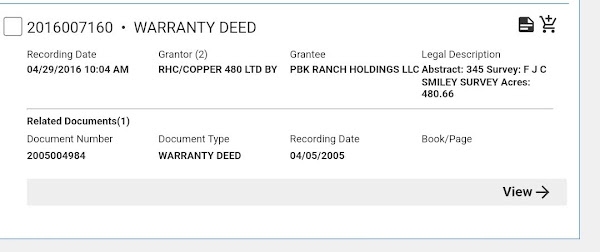 2016007160 • WARRANTY DEED
Recording Date Grantor (2) Grantee Legal Description
04/29/2016 10:04 AM RHC/COPPER 480 LTD BY PBK RANCH HOLDINGS LLC Abstract: 345 Survey: F J C
SMILEY SURVEY Acres:
480.66
Related Documents(1)
Document Number Document Type Recording Date Book/Page
2005004984 WARRANTY DEED 04/05/2005
View →